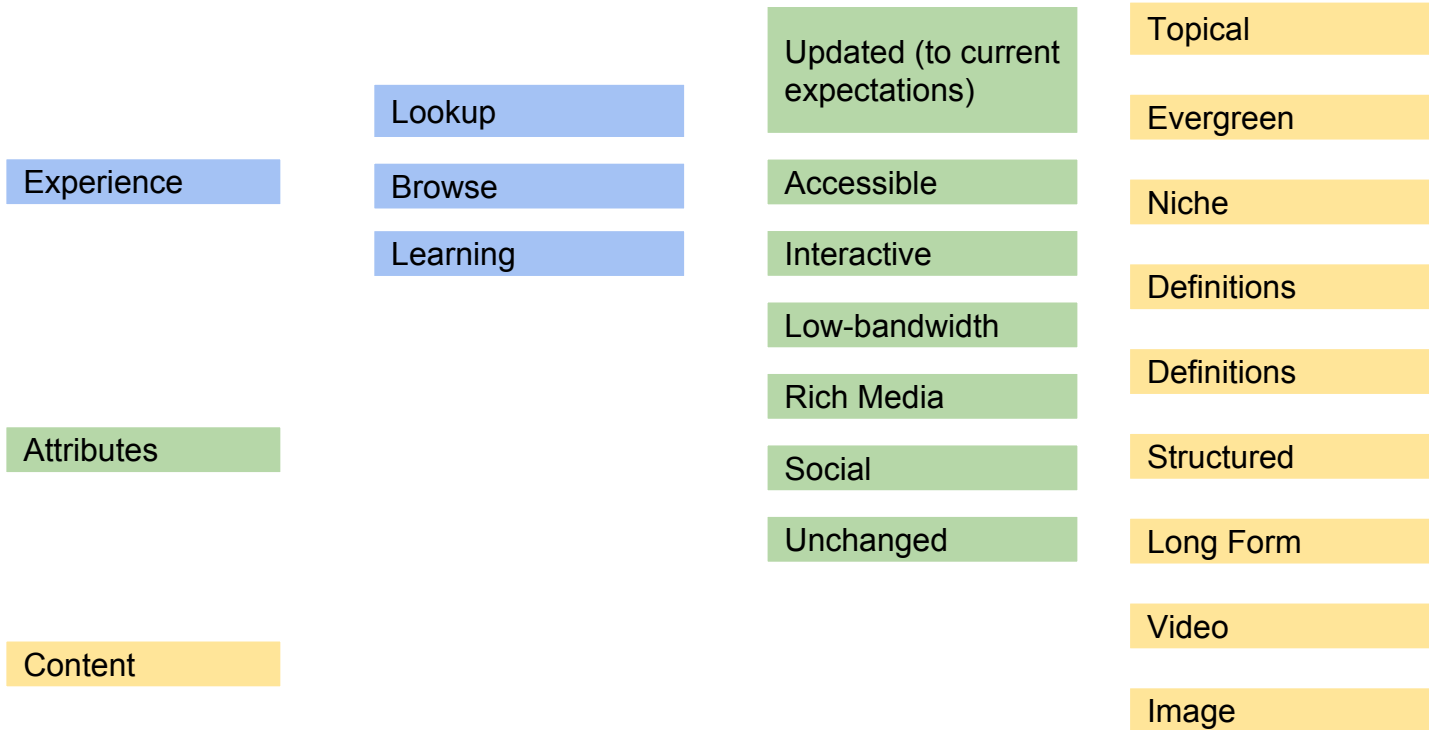 Experience
Attributes
Content
Lookup
Browse
Learning
Updated (to current
expectations)
Accessible
Interactive
Low-bandwidth
Rich Media
Social
Unchanged
Topical
Evergreen
Niche
Definitions
Definitions
Structured
Long Form
Video
Image